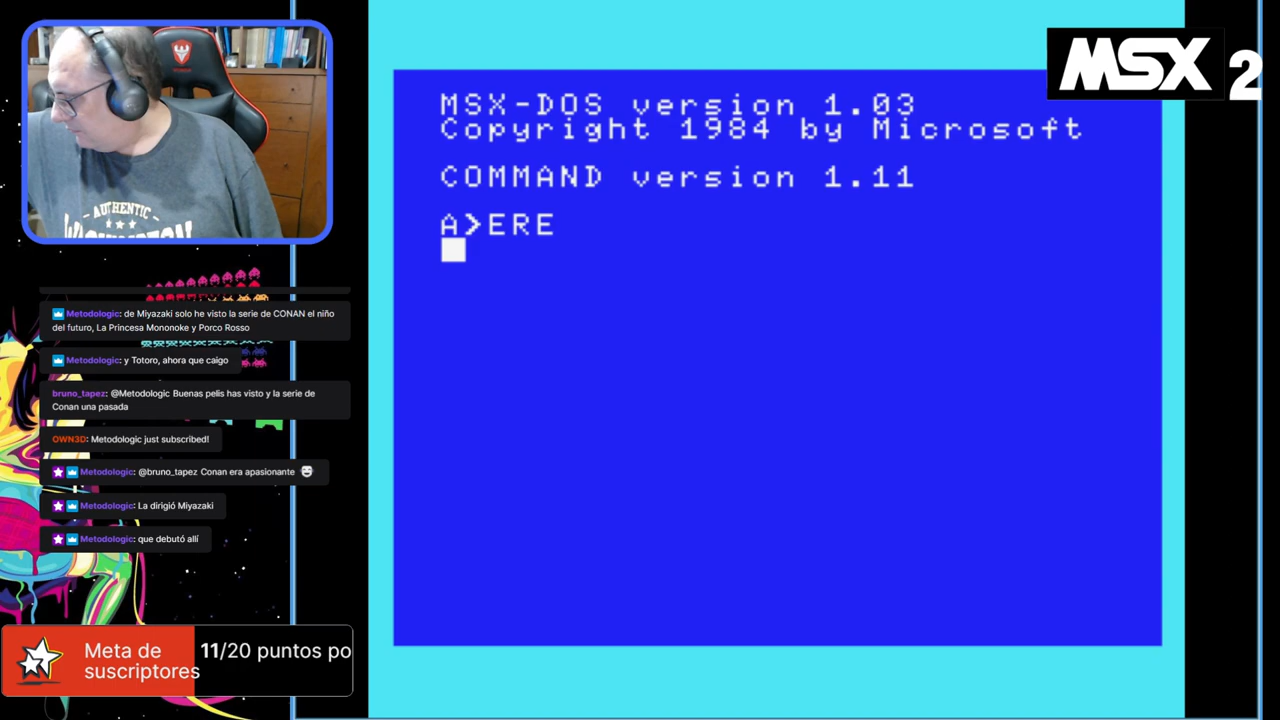 AUTHENTIC
MSX 2
MSX-DOS version 1.03
Copyright 1984 by Microsoft
COMMAND version 1.11
A>ERE
Metodologic: de Miyazaki solo he visto la serie de CONAN el niño
del futuro, La Princesa Mononoke y Porco Rosso
Metodologic: y Totoro, ahora que caigo
bruno_tapez: @Metodologic Buenas pelis has visto y la serie de
Conan una pasada
OWN3D: Metodologic just subscribed!
Metodologic: @bruno_tapez Conan era apasionante
Metodologic: La dirigió Miyazaki
Metodologic: que debutó allí
Meta de
suscriptores
11/20 puntos po